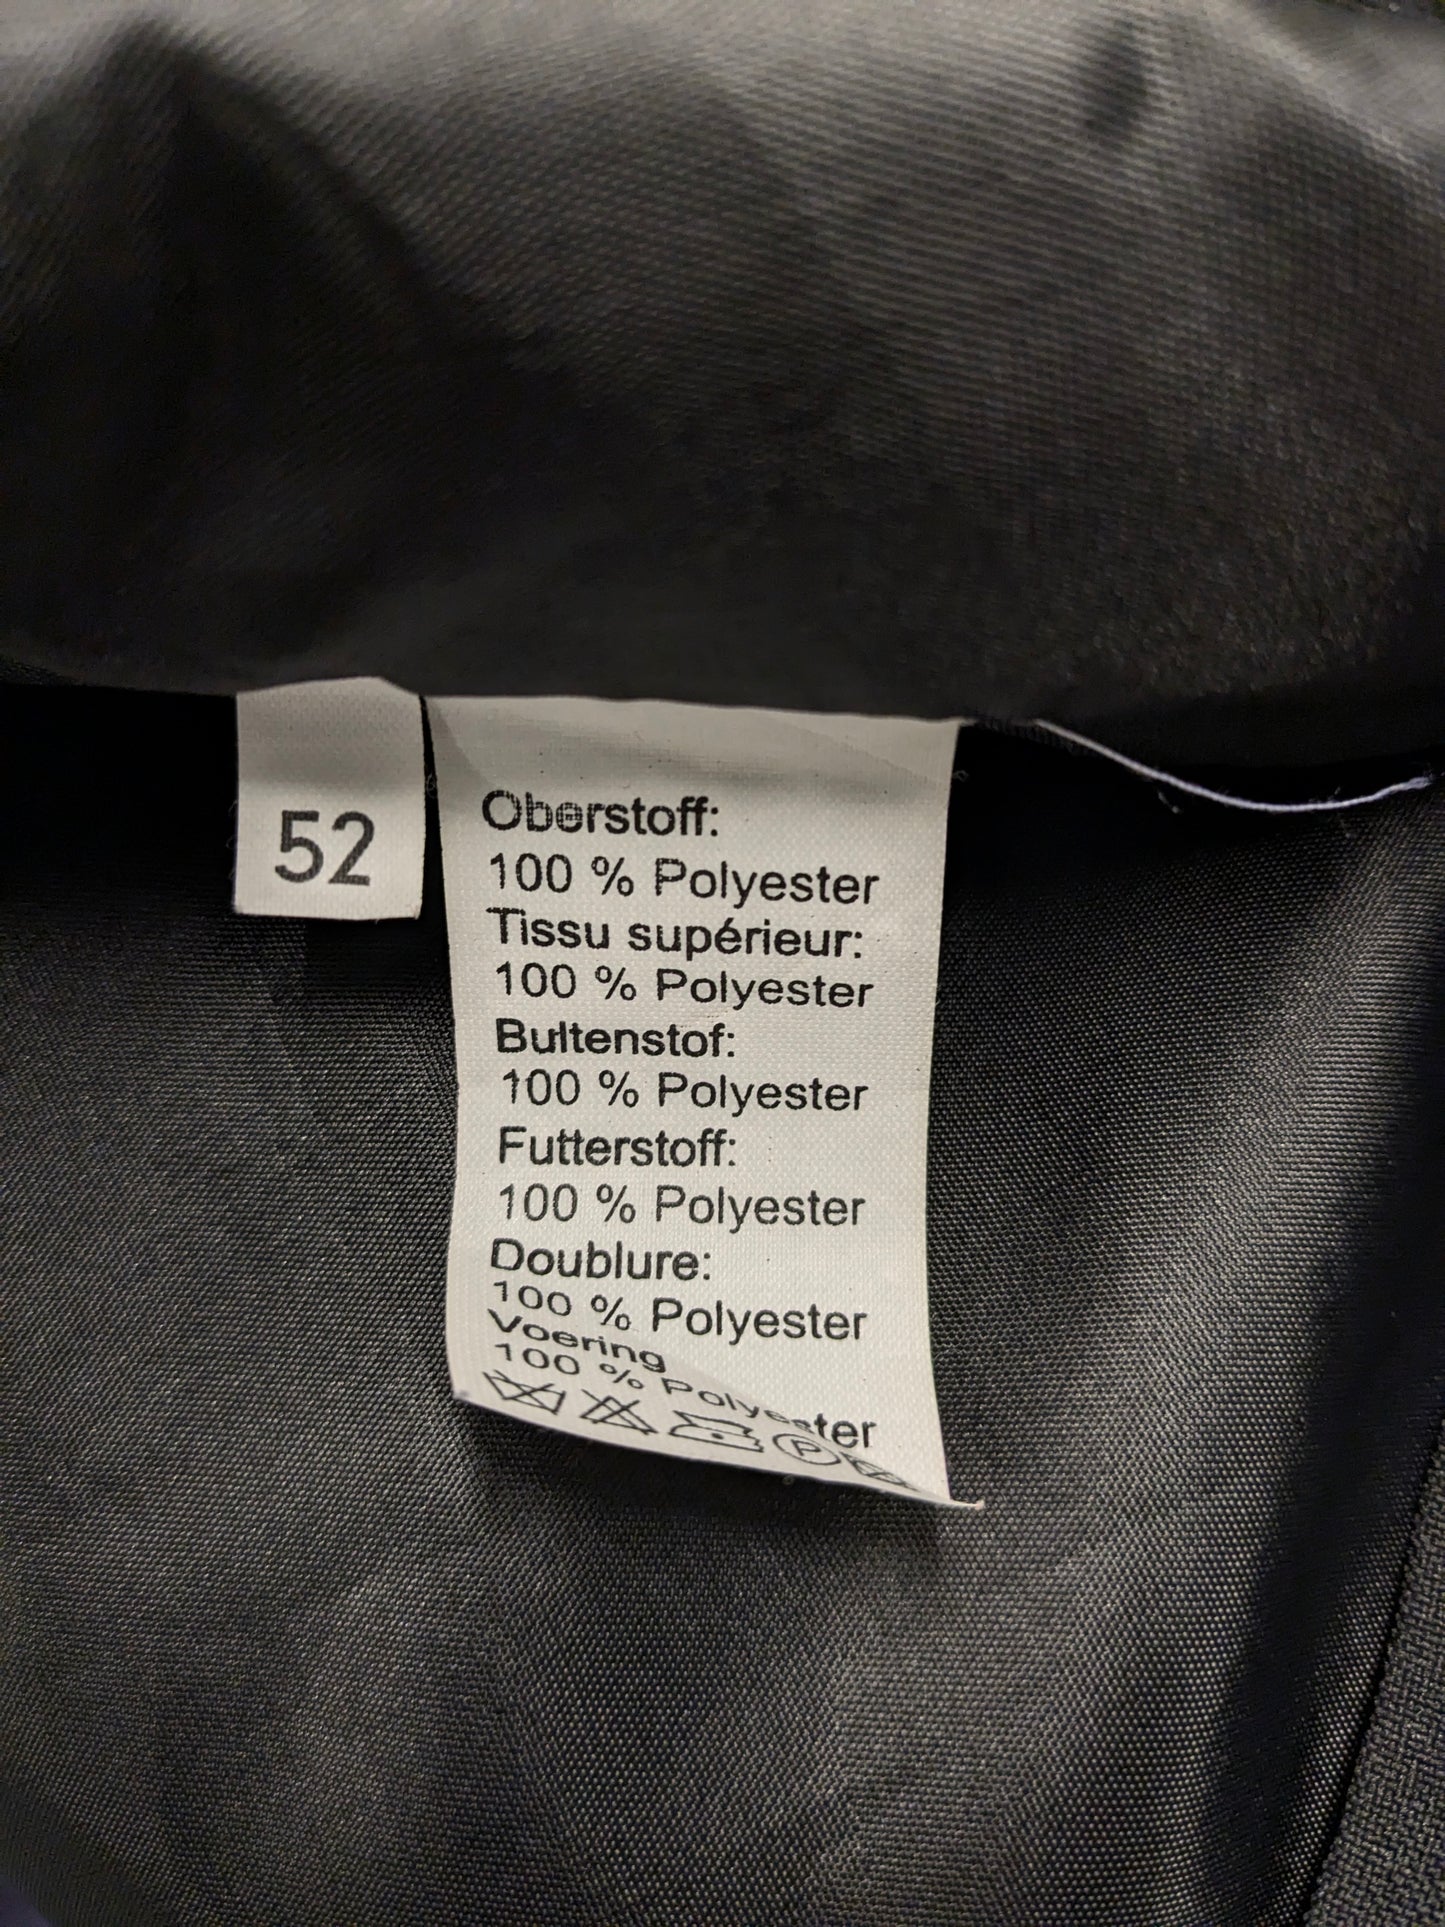 52
Oberstoff:
100 % Polyester
Tissu supérieur:
100 % Polyester
Bultenstof:
100 % Polyester
Futterstoff:
100 % Polyester
Doublure:
100 % Polyester
Voering
100 % Polyester
P